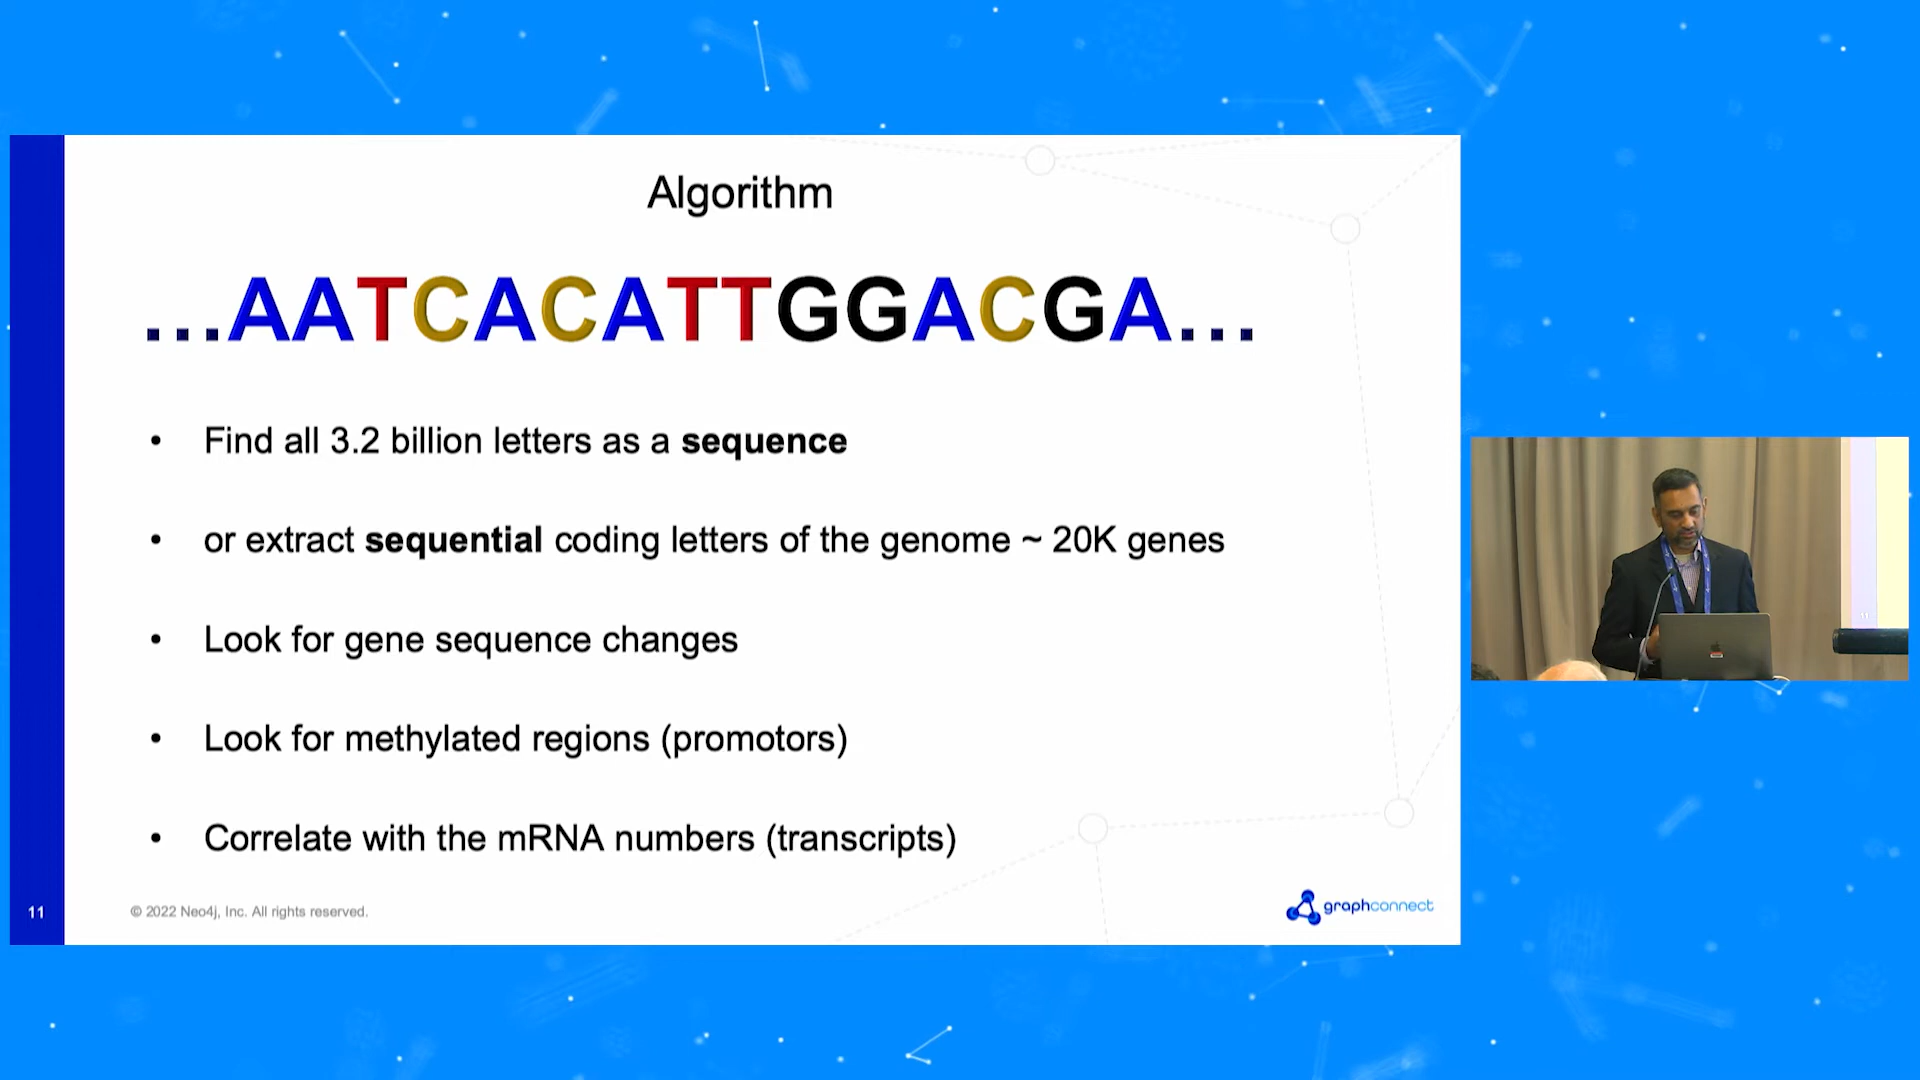 Algorithm
...AATCACATTGGACGA...
• Find all 3.2 billion letters as a sequence
• or extract sequential coding letters of the genome ~ 20K genes
• Look for gene sequence changes
• Look for methylated regions (promotors)
• Correlate with the mRNA numbers (transcripts)
11
© 2022 Neo4j, Inc. All rights reserved.
graphconnect